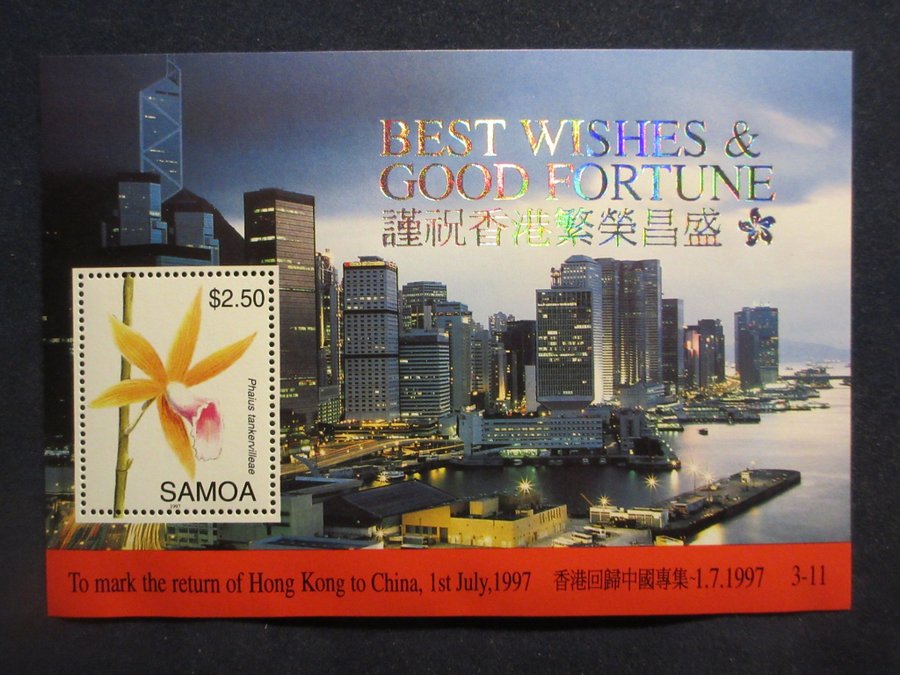 BEST WISHES &
GOOD FORTUNE
謹祝香港繁榮昌盛
$2.50
Phaius tankervilleae
SAMOA
1997
To mark the return of Hong Kong to China, 1st July,1997 香港回歸中國專集~1.7.1997 3-11